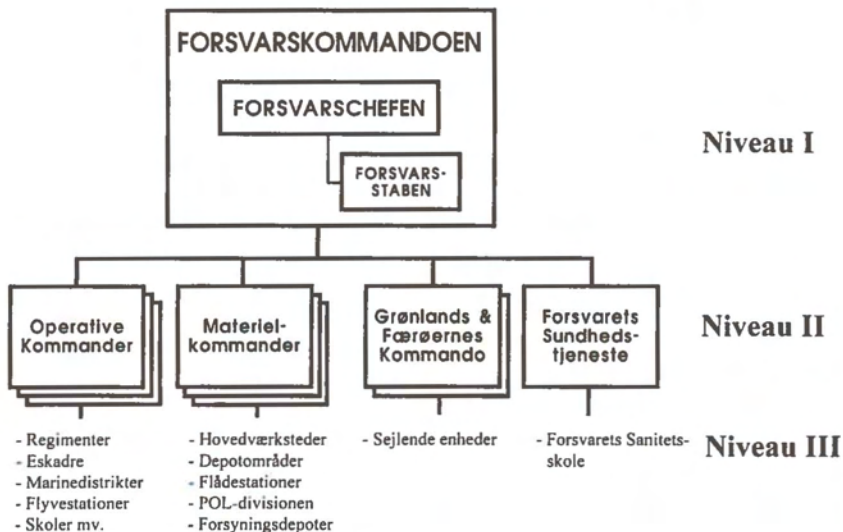 FORSVARSKOMMANDOEN
FORSVARSCHEFEN
FORSVARS-
STABEN
Niveau I
Operative
Kommander
Materiel-
kommander
Grønlands &
Færøernes
Kommando
Forsvarets
Sundheds-
tjeneste
Niveau II
- Regimenter
- Eskadre
- Marinedistrikter
- Flyvestationer
- Skoler mv.
- Hovedværksteder
- Depotområder
- Flådestationer
- POL-divisionen
- Forsyningsdepoter
- Sejlende enheder
- Forsvarets Sanitets-
skole
Niveau III